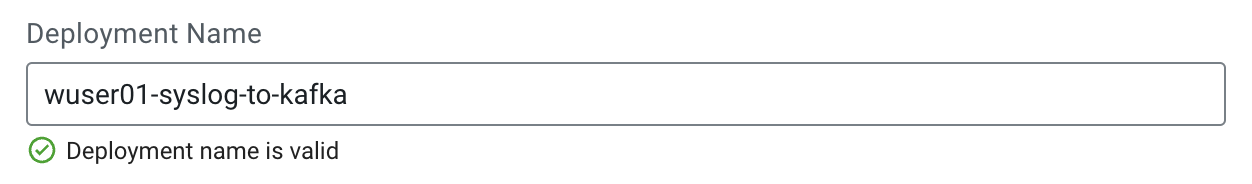 Deployment Name
wuser01-syslog-to-kafka
Deployment name is valid